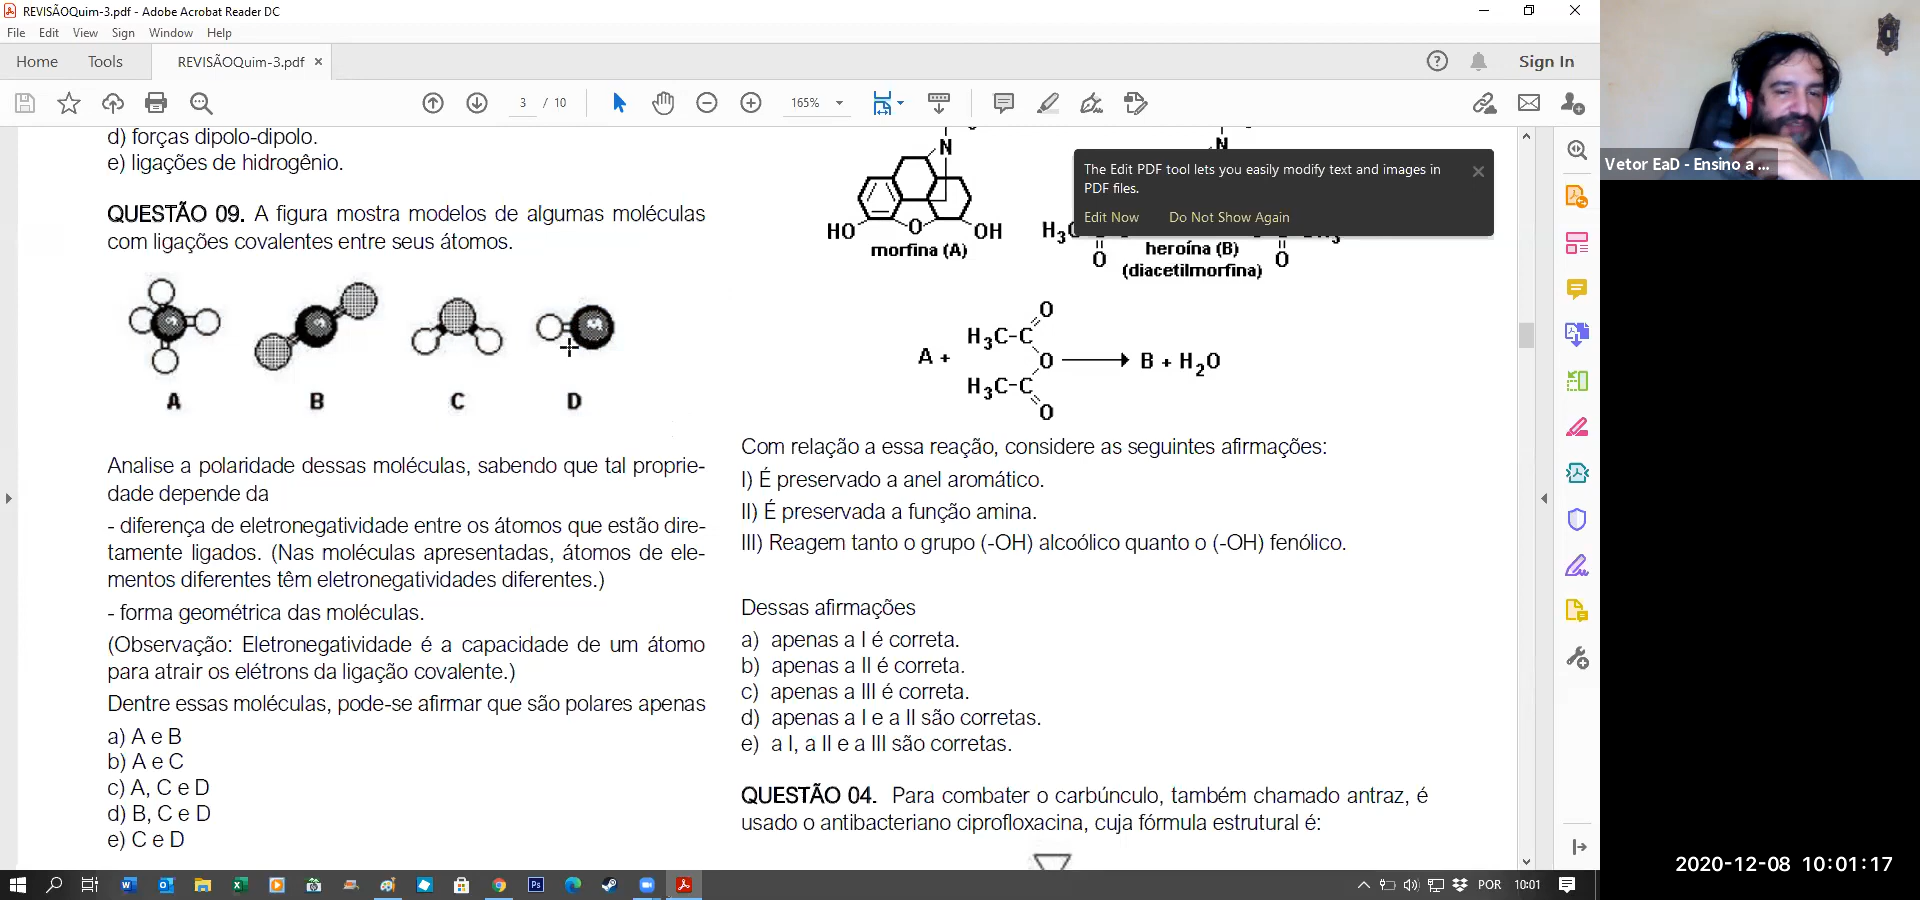 REVISÃOQuim-3.pdf - Adobe Acrobat Reader DC
File Edit View Sign Window Help
Home Tools REVISÃOQuim-3.pdf × Sign In
3 / 10 165%
d) forças dipolo-dipolo.
e) ligações de hidrogênio.
QUESTÃO 09. A figura mostra modelos de algumas moléculas
com ligações covalentes entre seus átomos.
A B C D
Analise a polaridade dessas moléculas, sabendo que tal proprie-
dade depende da
- diferença de eletronegatividade entre os átomos que estão dire-
tamente ligados. (Nas moléculas apresentadas, átomos de ele-
mentos diferentes têm eletronegatividades diferentes.)
- forma geométrica das moléculas.
(Observação: Eletronegatividade é a capacidade de um átomo
para atrair os elétrons da ligação covalente.)
Dentre essas moléculas, pode-se afirmar que são polares apenas
a) A e B
b) A e C
c) A, C e D
d) B, C e D
e) C e D
N
HO O OH
morfina (A)
N
H3C
O O
heroína (B)
(diacetilmorfina)
The Edit PDF tool lets you easily modify text and images in
PDF files.
Edit Now Do Not Show Again
O
H3C-C
A + O B + H2O
H3C-C
O
Com relação a essa reação, considere as seguintes afirmações:
I) É preservado a anel aromático.
II) É preservada a função amina.
III) Reagem tanto o grupo (-OH) alcoólico quanto o (-OH) fenólico.
Dessas afirmações
a) apenas a I é correta.
b) apenas a II é correta.
c) apenas a III é correta.
d) apenas a I e a II são corretas.
e) a I, a II e a III são corretas.
QUESTÃO 04. Para combater o carbúnculo, também chamado antraz, é
usado o antibacteriano ciprofloxacina, cuja fórmula estrutural é:
Vetor EaD - Ensino a ...
2020-12-08 10:01:17
POR 10:01